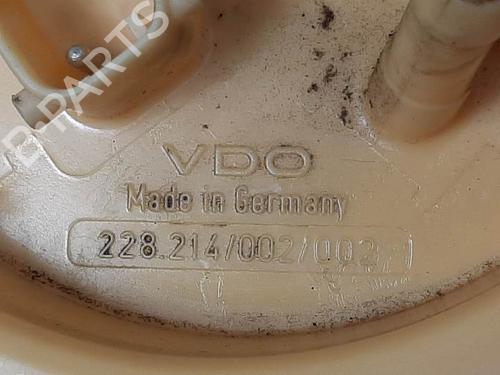 B-PARTS
VDO
Made in Germany
228.214/002/002